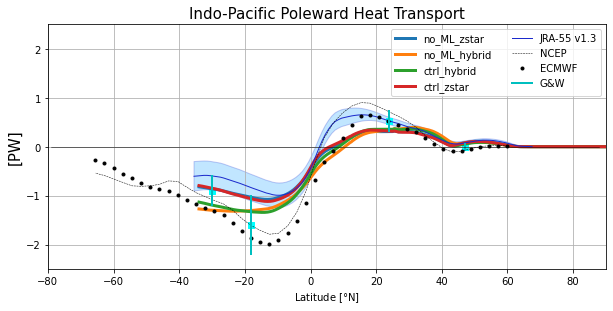 Indo-Pacific Poleward Heat Transport
[PW]
2
1
0
−1
−2
no_ML_zstar
no_ML_hybrid
ctrl_hybrid
ctrl_zstar
JRA-55 v1.3
NCEP
ECMWF
G&W
−80 −60 −40 −20 0 20 40 60 80
Latitude [°N]